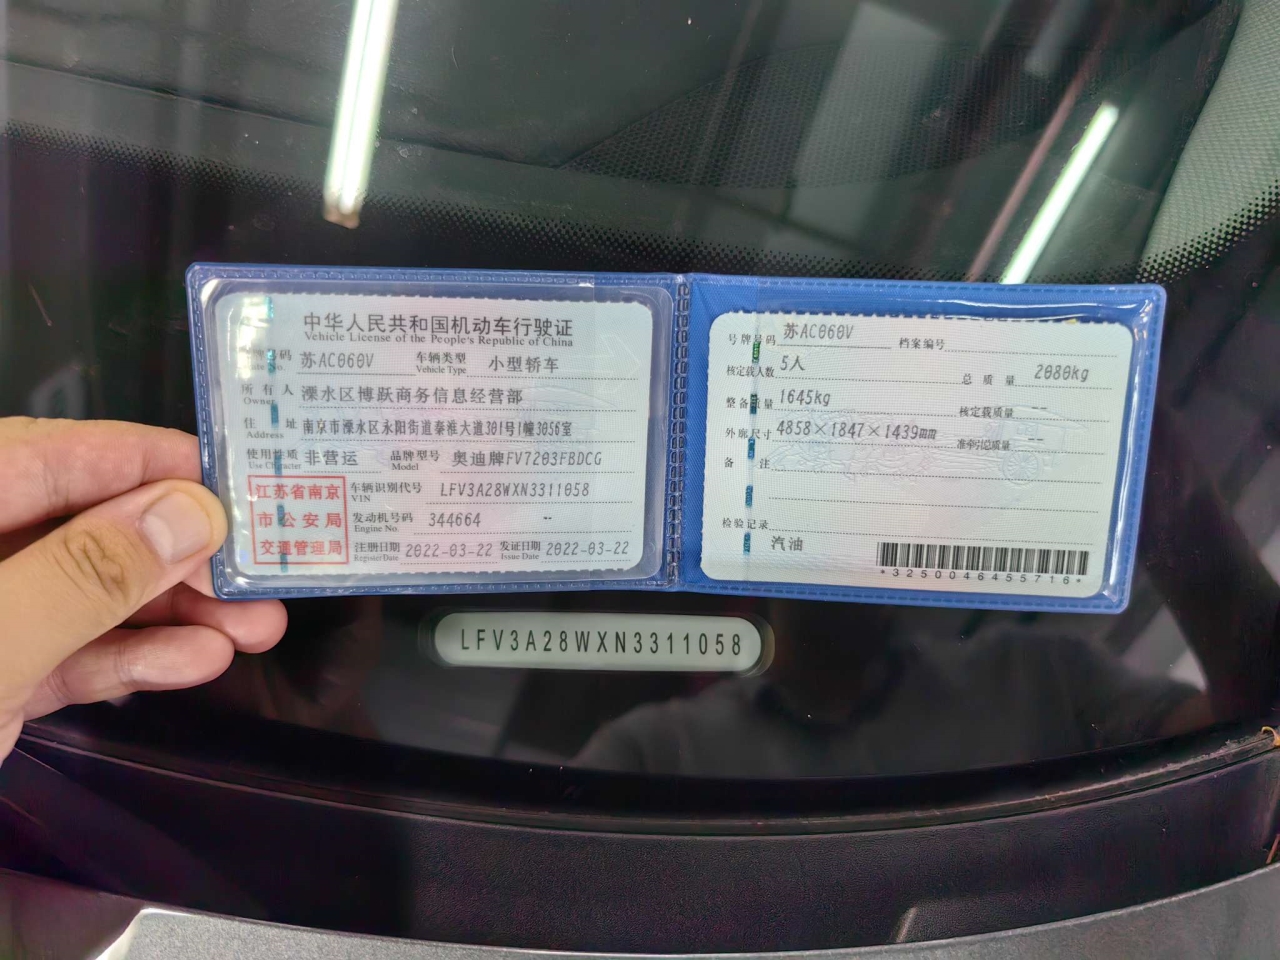 中华人民共和国机动车行驶证
Vehicle License of the People's Republic of China
号牌号码 苏AC060V 车辆类型 小型轿车
Plate No. Vehicle Type
所有人 溧水区博跃商务信息经营部
Owner
住址 南京市溧水区永阳街道秦淮大道301号1幢3056室
Address
使用性质 非营运 品牌型号 奥迪牌FV7203FBDCG
Use Character Model
江苏省南京
市公安局
交通管理局
车辆识别代号 LFV3A28WXN3311058
VIN
发动机号码 344664 --
Engine No.
注册日期 2022-03-22 发证日期 2022-03-22
Register Date Issue Date
号牌号码 苏AC060V 档案编号
核定载人数 5人 总质量 2080kg
整备质量 1645kg 核定载质量 --
外廓尺寸 4858×1847×1439mm 准牵引总质量 --
备注
检验记录
汽油
*3250046455716*
LFV3A28WXN3311058